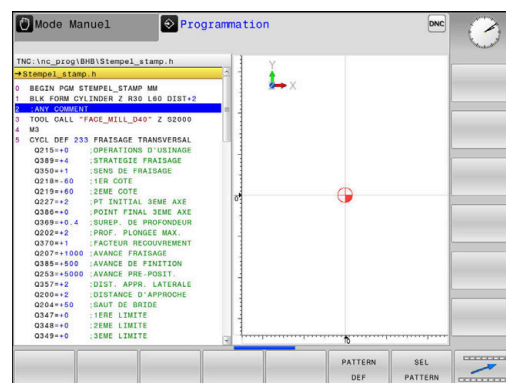 Mode Manuel
Programmation
DNC
TNC:\nc_prog\BHB\Stempel_stamp.h
→Stempel_stamp.h
0 BEGIN PGM STEMPEL_STAMP MM
1 BLK FORM CYLINDER Z R30 L60 DIST+2
2 ;ANY COMMENT
3 TOOL CALL "FACE_MILL_D40" Z S2000
4 M3
5 CYCL DEF 233 FRAISAGE TRANSVERSAL
Q215=+0 ;OPERATIONS D'USINAGE
Q389=+4 ;STRATEGIE FRAISAGE
Q350=+1 ;SENS DE FRAISAGE
Q218=-60 ;1ER COTE
Q219=+60 ;2EME COTE
Q227=+2 ;PT INITIAL 3EME AXE
Q386=+0 ;POINT FINAL 3EME AXE
Q369=+0.4 ;SUREP. DE PROFONDEUR
Q202=+2 ;PROF. PLONGEE MAX.
Q370=+1 ;FACTEUR RECOUVREMENT
Q207=+1000 ;AVANCE FRAISAGE
Q385=+500 ;AVANCE DE FINITION
Q253=+5000 ;AVANCE PRE-POSIT.
Q357=+2 ;DIST. APPR. LATERALE
Q200=+2 ;DISTANCE D'APPROCHE
Q204=+50 ;SAUT DE BRIDE
Q347=+0 ;1ERE LIMITE
Q348=+0 ;2EME LIMITE
Q349=+0 ;3EME LIMITE
Y
X
0
0
PATTERN
DEF
SEL
PATTERN